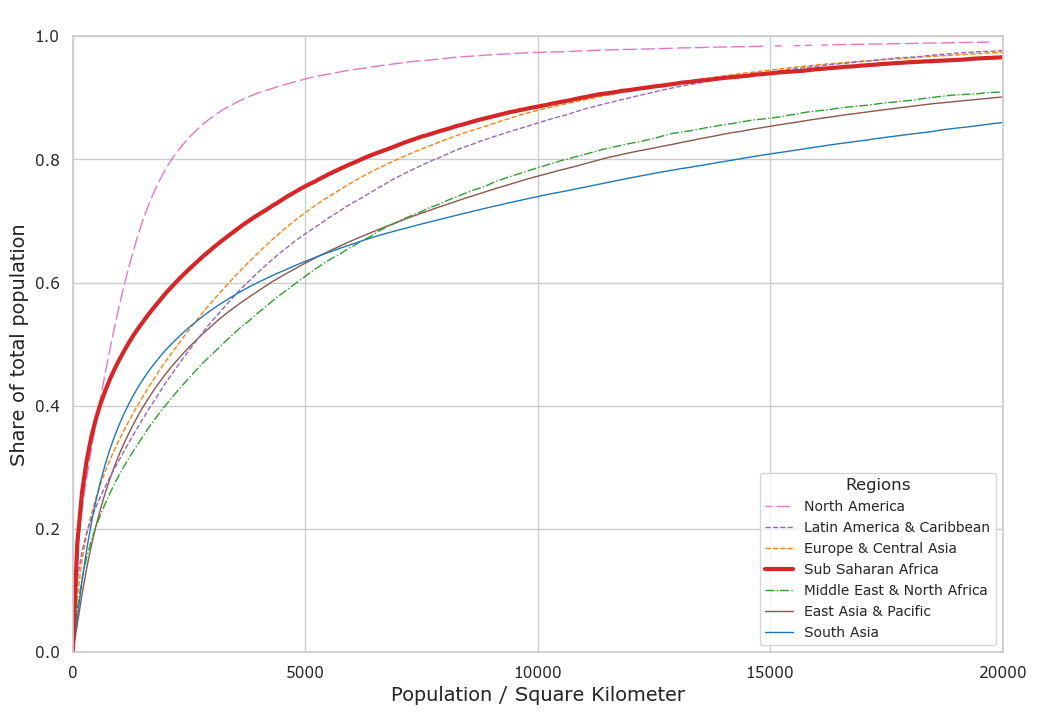 1.0
0.8
0.6
0.4
0.2
0.0
Share of total population
0 5000 10000 15000 20000
Population / Square Kilometer
Regions
North America
Latin America & Caribbean
Europe & Central Asia
Sub Saharan Africa
Middle East & North Africa
East Asia & Pacific
South Asia